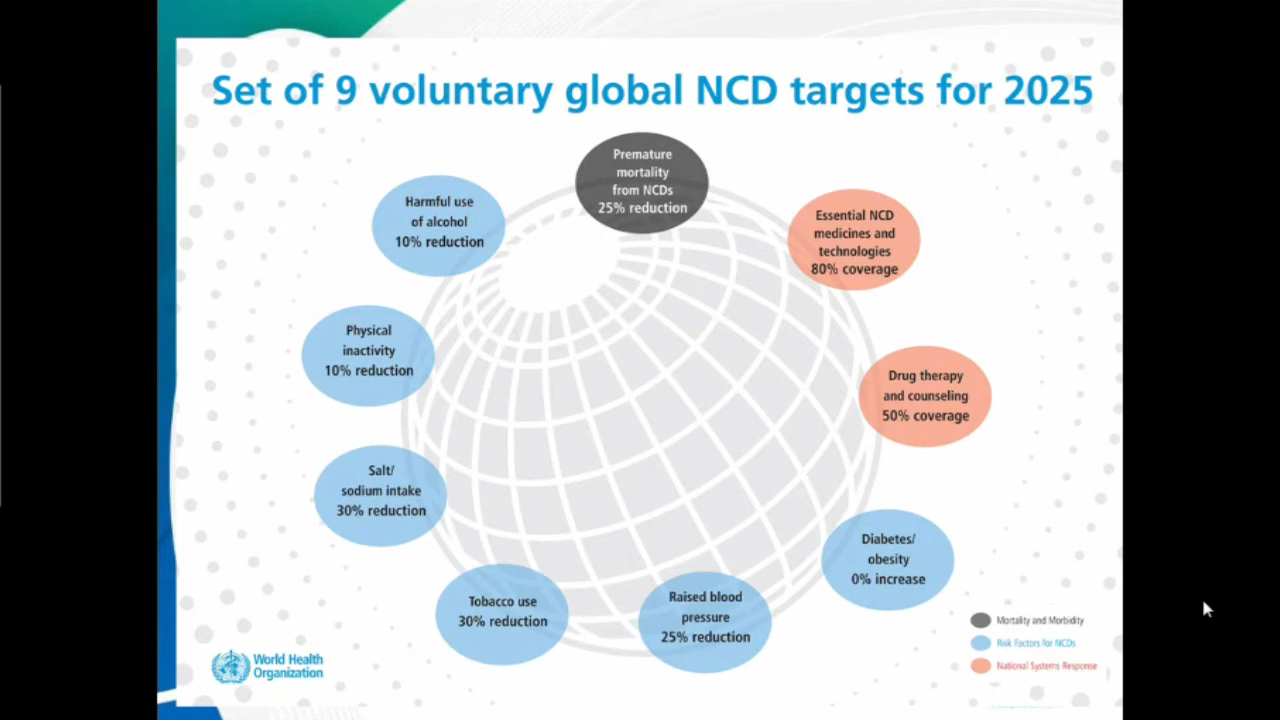 Set of 9 voluntary global NCD targets for 2025
Premature
mortality
from NCDs
25% reduction
Harmful use
of alcohol
10% reduction
Essential NCD
medicines and
technologies
80% coverage
Physical
inactivity
10% reduction
Drug therapy
and counseling
50% coverage
Salt/
sodium intake
30% reduction
Diabetes/
obesity
0% increase
Tobacco use
30% reduction
Raised blood
pressure
25% reduction
Mortality and Morbidity
Risk Factors for NCDs
National Systems Response
World Health
Organization